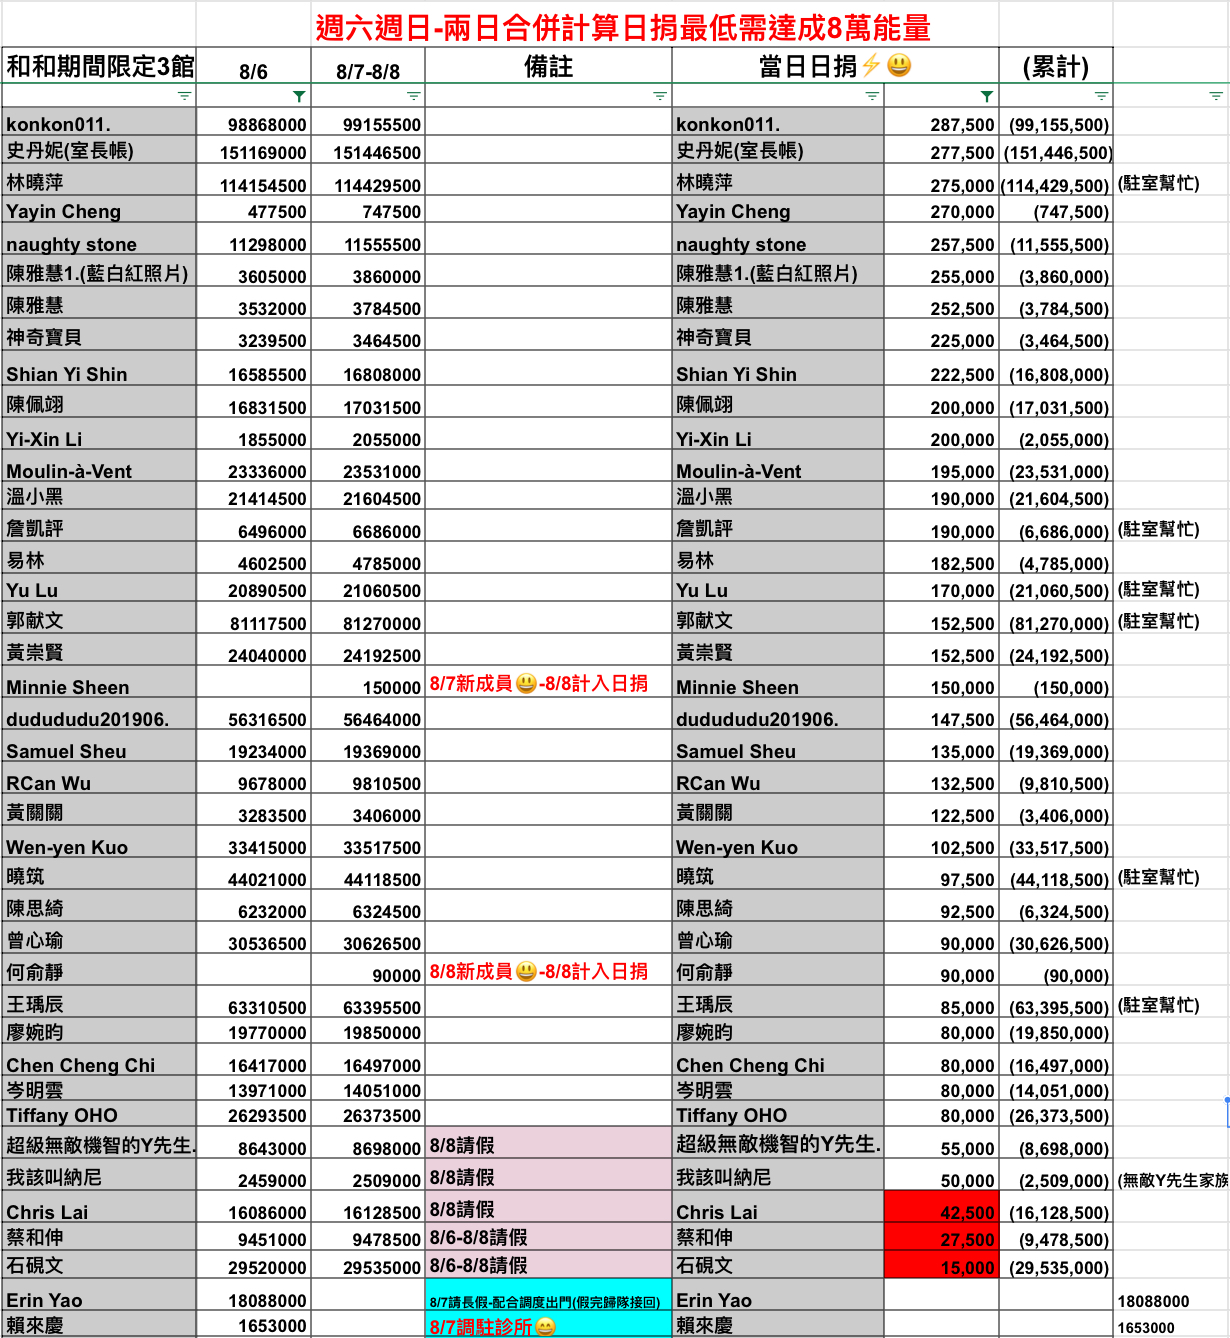 週六週日-兩日合併計算日捐最低需達成8萬能量
和和期間限定3館 8/6 8/7-8/8 備註 當日日捐⚡😃 (累計)
konkon011. 98868000 99155500 konkon011. 287,500 (99,155,500)
史丹妮(室長帳) 151169000 151446500 史丹妮(室長帳) 277,500 (151,446,500)
林曉萍 114154500 114429500 林曉萍 275,000 (114,429,500) (駐室幫忙)
Yayin Cheng 477500 747500 Yayin Cheng 270,000 (747,500)
naughty stone 11298000 11555500 naughty stone 257,500 (11,555,500)
陳雅慧1.(藍白紅照片) 3605000 3860000 陳雅慧1.(藍白紅照片) 255,000 (3,860,000)
陳雅慧 3532000 3784500 陳雅慧 252,500 (3,784,500)
神奇寶貝 3239500 3464500 神奇寶貝 225,000 (3,464,500)
Shian Yi Shin 16585500 16808000 Shian Yi Shin 222,500 (16,808,000)
陳佩翊 16831500 17031500 陳佩翊 200,000 (17,031,500)
Yi-Xin Li 1855000 2055000 Yi-Xin Li 200,000 (2,055,000)
Moulin-à-Vent 23336000 23531000 Moulin-à-Vent 195,000 (23,531,000)
溫小黑 21414500 21604500 溫小黑 190,000 (21,604,500)
詹凱評 6496000 6686000 詹凱評 190,000 (6,686,000) (駐室幫忙)
易林 4602500 4785000 易林 182,500 (4,785,000)
Yu Lu 20890500 21060500 Yu Lu 170,000 (21,060,500) (駐室幫忙)
郭献文 81117500 81270000 郭献文 152,500 (81,270,000) (駐室幫忙)
黃崇賢 24040000 24192500 黃崇賢 152,500 (24,192,500)
Minnie Sheen 150000 8/7新成員😃-8/8計入日捐 Minnie Sheen 150,000 (150,000)
dudududu201906. 56316500 56464000 dudududu201906. 147,500 (56,464,000)
Samuel Sheu 19234000 19369000 Samuel Sheu 135,000 (19,369,000)
RCan Wu 9678000 9810500 RCan Wu 132,500 (9,810,500)
黃關關 3283500 3406000 黃關關 122,500 (3,406,000)
Wen-yen Kuo 33415000 33517500 Wen-yen Kuo 102,500 (33,517,500)
曉筑 44021000 44118500 曉筑 97,500 (44,118,500) (駐室幫忙)
陳思綺 6232000 6324500 陳思綺 92,500 (6,324,500)
曾心瑜 30536500 30626500 曾心瑜 90,000 (30,626,500)
何俞靜 90000 8/8新成員😃-8/8計入日捐 何俞靜 90,000 (90,000)
王瑀辰 63310500 63395500 王瑀辰 85,000 (63,395,500) (駐室幫忙)
廖婉昀 19770000 19850000 廖婉昀 80,000 (19,850,000)
Chen Cheng Chi 16417000 16497000 Chen Cheng Chi 80,000 (16,497,000)
岑明雲 13971000 14051000 岑明雲 80,000 (14,051,000)
Tiffany OHO 26293500 26373500 Tiffany OHO 80,000 (26,373,500)
超級無敵機智的Y先生. 8643000 8698000 8/8請假 超級無敵機智的Y先生. 55,000 (8,698,000)
我該叫納尼 2459000 2509000 8/8請假 我該叫納尼 50,000 (2,509,000) (無敵Y先生家族
Chris Lai 16086000 16128500 8/8請假 Chris Lai 42,500 (16,128,500)
蔡和伸 9451000 9478500 8/6-8/8請假 蔡和伸 27,500 (9,478,500)
石硯文 29520000 29535000 8/6-8/8請假 石硯文 15,000 (29,535,000)
Erin Yao 18088000 8/7請長假-配合調度出門(假完歸隊接回) Erin Yao 18088000
賴來慶 1653000 8/7調駐診所😄 賴來慶 1653000